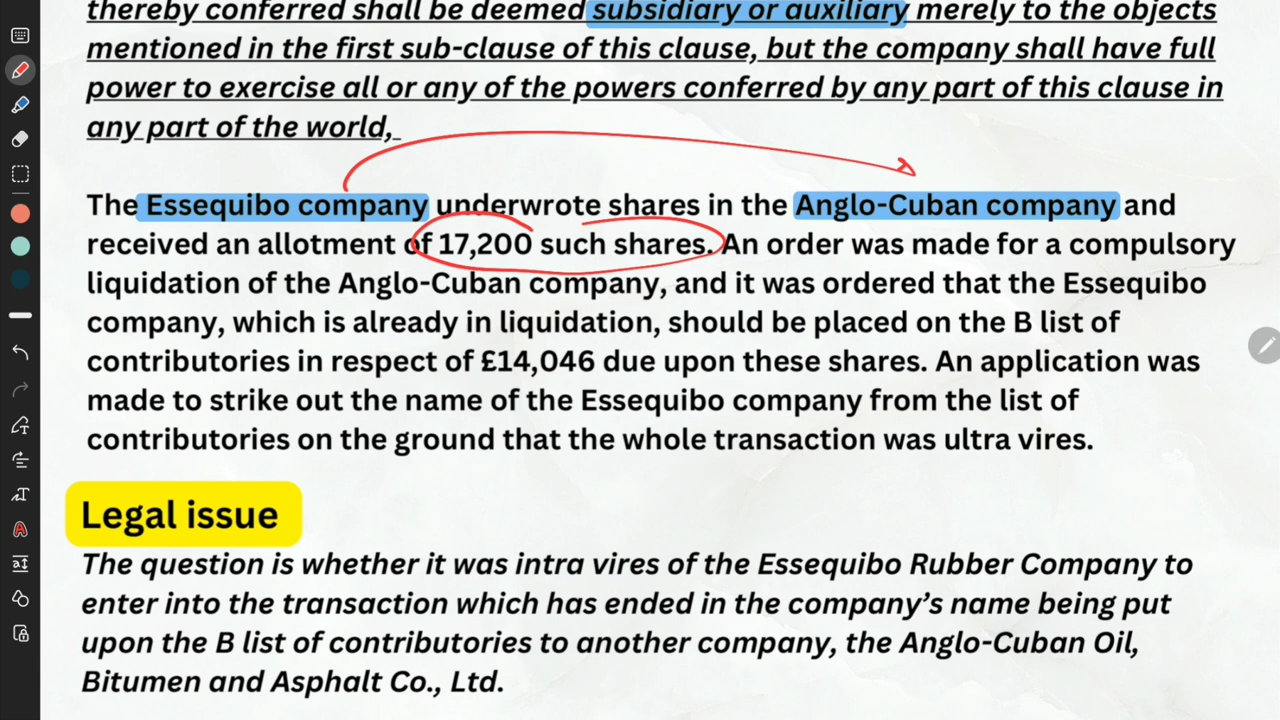 thereby conferred shall be deemed subsidiary or auxiliary merely to the objects
mentioned in the first sub-clause of this clause, but the company shall have full
power to exercise all or any of the powers conferred by any part of this clause in
any part of the world,
The Essequibo company underwrote shares in the Anglo-Cuban company and
received an allotment of 17,200 such shares. An order was made for a compulsory
liquidation of the Anglo-Cuban company, and it was ordered that the Essequibo
company, which is already in liquidation, should be placed on the B list of
contributories in respect of £14,046 due upon these shares. An application was
made to strike out the name of the Essequibo company from the list of
contributories on the ground that the whole transaction was ultra vires.
Legal issue
The question is whether it was intra vires of the Essequibo Rubber Company to
enter into the transaction which has ended in the company's name being put
upon the B list of contributories to another company, the Anglo-Cuban Oil,
Bitumen and Asphalt Co., Ltd.